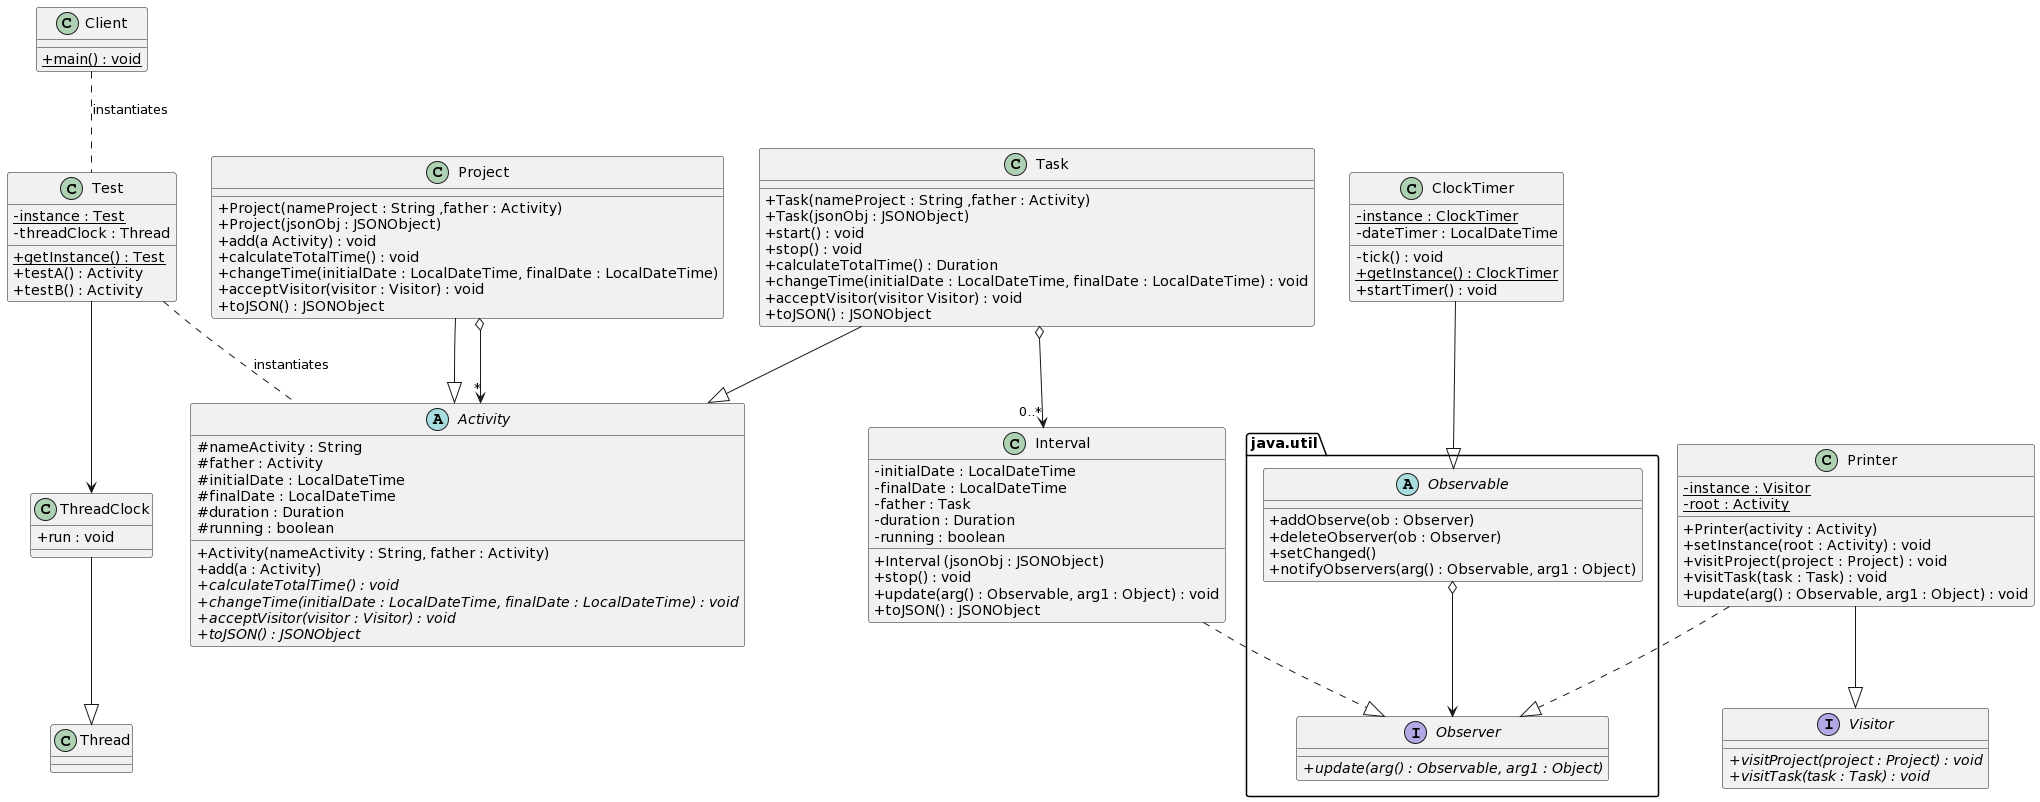 C Client
+main() : void
instantiates
C Test
-instance : Test
-threadClock : Thread
+getInstance() : Test
+testA() : Activity
+testB() : Activity
C Project
+Project(nameProject : String ,father : Activity)
+Project(jsonObj : JSONObject)
+add(a Activity) : void
+calculateTotalTime() : void
+changeTime(initialDate : LocalDateTime, finalDate : LocalDateTime)
+acceptVisitor(visitor : Visitor) : void
+toJSON() : JSONObject
C Task
+Task(nameProject : String ,father : Activity)
+Task(jsonObj : JSONObject)
+start() : void
+stop() : void
+calculateTotalTime() : Duration
+changeTime(initialDate : LocalDateTime, finalDate : LocalDateTime) : void
+acceptVisitor(visitor Visitor) : void
+toJSON() : JSONObject
C ClockTimer
-instance : ClockTimer
-dateTimer : LocalDateTime
-tick() : void
+getInstance() : ClockTimer
+startTimer() : void
instantiates
*
0..*
A Activity
#nameActivity : String
#father : Activity
#initialDate : LocalDateTime
#finalDate : LocalDateTime
#duration : Duration
#running : boolean
+Activity(nameActivity : String, father : Activity)
+add(a : Activity)
+calculateTotalTime() : void
+changeTime(initialDate : LocalDateTime, finalDate : LocalDateTime) : void
+acceptVisitor(visitor : Visitor) : void
+toJSON() : JSONObject
C Interval
-initialDate : LocalDateTime
-finalDate : LocalDateTime
-father : Task
-duration : Duration
-running : boolean
+Interval (jsonObj : JSONObject)
+stop() : void
+update(arg() : Observable, arg1 : Object) : void
+toJSON() : JSONObject
java.util
A Observable
+addObserve(ob : Observer)
+deleteObserver(ob : Observer)
+setChanged()
+notifyObservers(arg() : Observable, arg1 : Object)
C Printer
-instance : Visitor
-root : Activity
+Printer(activity : Activity)
+setInstance(root : Activity) : void
+visitProject(project : Project) : void
+visitTask(task : Task) : void
+update(arg() : Observable, arg1 : Object) : void
C ThreadClock
+run : void
C Thread
I Observer
+update(arg() : Observable, arg1 : Object)
I Visitor
+visitProject(project : Project) : void
+visitTask(task : Task) : void